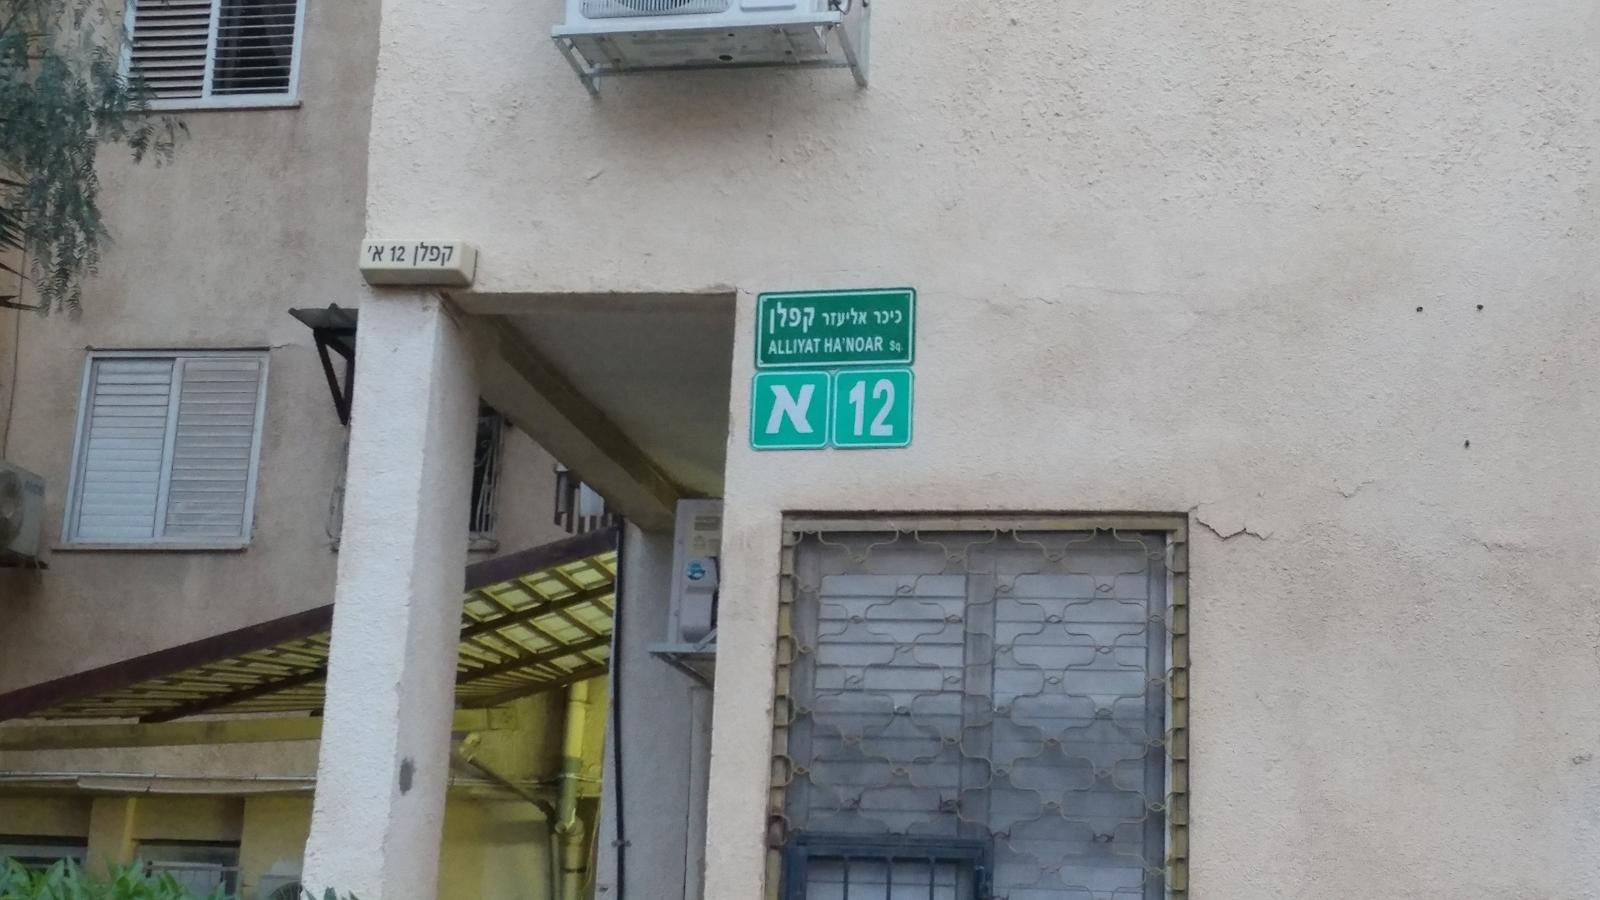 קפלן 12 א'
כיכר אליעזר קפלן
ALLIYAT HA'NOAR Sq.
12 א